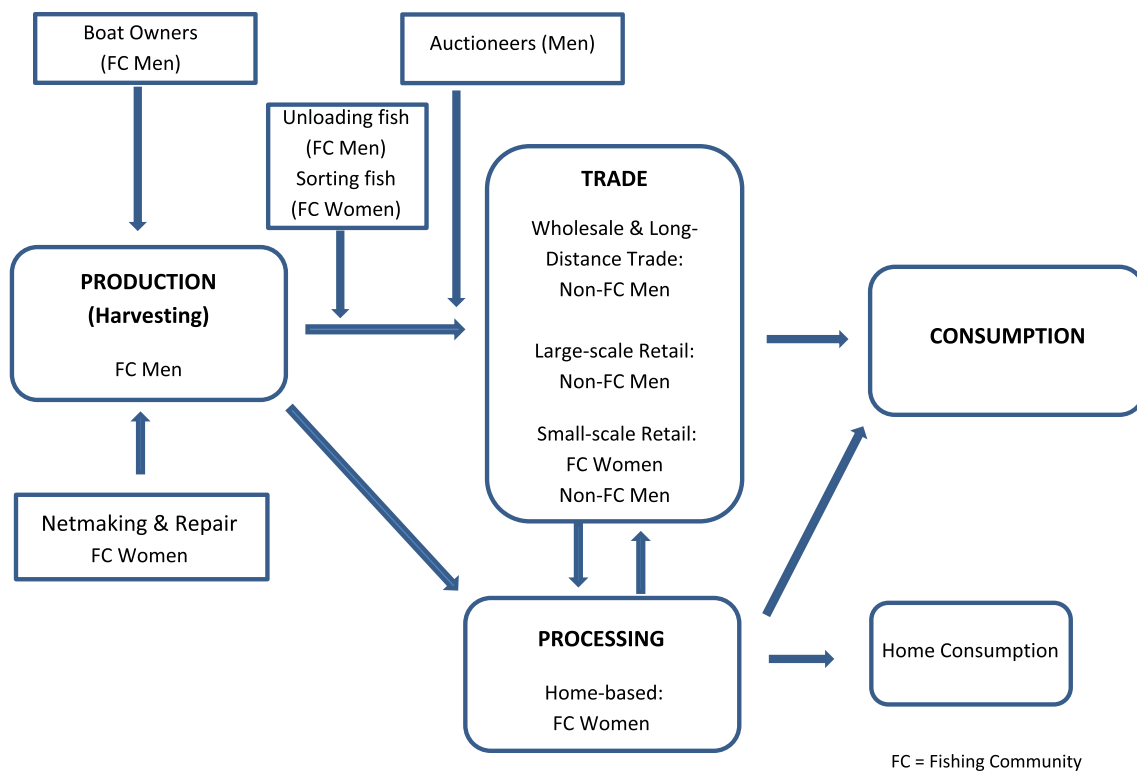 Boat Owners
(FC Men)
Auctioneers (Men)
Unloading fish
(FC Men)
Sorting fish
(FC Women)
TRADE
Wholesale & Long-
Distance Trade:
Non-FC Men
Large-scale Retail:
Non-FC Men
Small-scale Retail:
FC Women
Non-FC Men
PRODUCTION
(Harvesting)
FC Men
CONSUMPTION
Netmaking & Repair
FC Women
PROCESSING
Home-based:
FC Women
Home Consumption
FC = Fishing Community